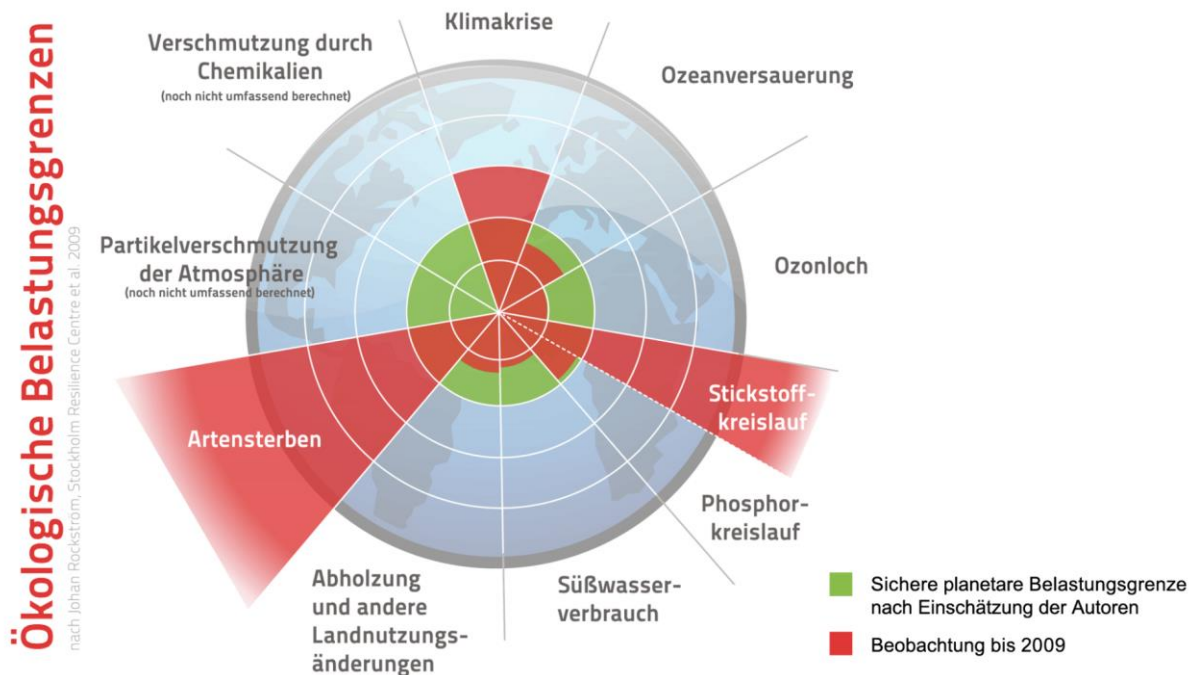 Ökologische Belastungsgrenzen
nach Johan Rockström, Stockholm Resilience Centre et al. 2009
Klimakrise
Verschmutzung durch
Chemikalien
(noch nicht umfassend berechnet)
Ozeanversauerung
Partikelverschmutzung
der Atmosphäre
(noch nicht umfassend berechnet)
Ozonloch
Stickstoff-
kreislauf
Artensterben
Phosphor-
kreislauf
Abholzung
und andere
Landnutzungs-
änderungen
Süßwasser-
verbrauch
Sichere planetare Belastungsgrenze
nach Einschätzung der Autoren
Beobachtung bis 2009